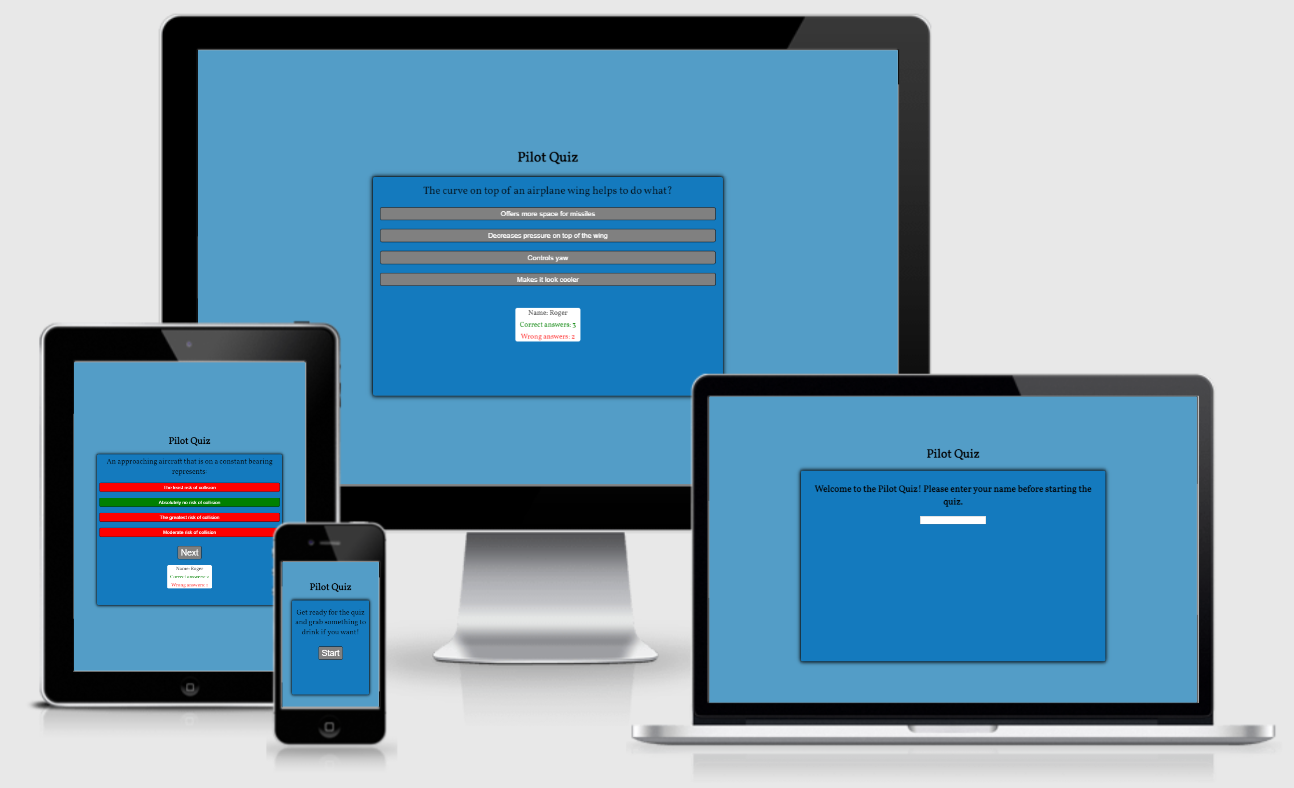 Pilot Quiz
The curve on top of an airplane wing helps to do what?
Offers more space for missiles
Decreases pressure on top of the wing
Controls yaw
Makes it look cooler
Name: Roger
Correct answers: 3
Wrong answers: 2
Pilot Quiz
An approaching aircraft that is on a constant bearing
represents:
The least risk of collision
Absolutely no risk of collision
The greatest risk of collision
Moderate risk of collision
Next
Name: Roger
Correct answers: 2
Wrong answers: 1
Pilot Quiz
Get ready for the quiz
and grab something to
drink if you want!
Start
Pilot Quiz
Welcome to the Pilot Quiz! Please enter your name before starting the
quiz.